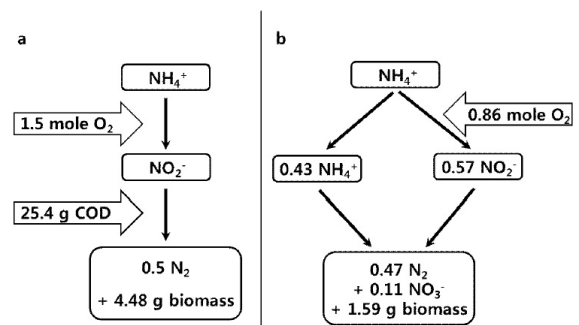 a
NH₄⁺
1.5 mole O₂
NO₂⁻
25.4 g COD
0.5 N₂
+ 4.48 g biomass
b
NH₄⁺
0.86 mole O₂
0.43 NH₄⁺
0.57 NO₂⁻
0.47 N₂
+ 0.11 NO₃⁻
+ 1.59 g biomass